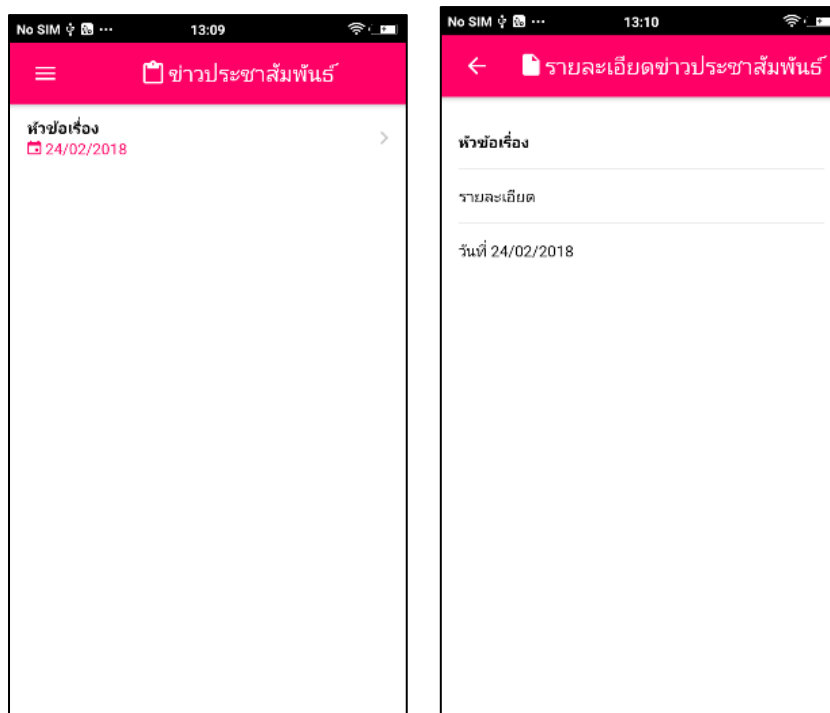 No SIM ··· 13:09
ข่าวประชาสัมพันธ์
หัวข้อเรื่อง
24/02/2018
No SIM ··· 13:10
รายละเอียดข่าวประชาสัมพันธ์
หัวข้อเรื่อง
รายละเอียด
วันที่ 24/02/2018